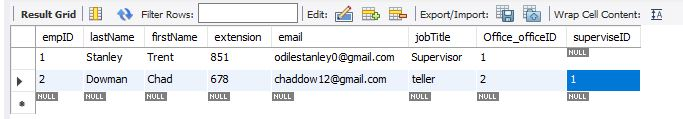 Result Grid Filter Rows: Edit: Export/Import: Wrap Cell Content:
empID lastName firstName extension email jobTitle Office_officeID superviseID
1 Stanley Trent 851 odilestanley0@gmail.com Supervisor 1 NULL
2 Dowman Chad 678 chaddow12@gmail.com teller 2 1
NULL NULL NULL NULL NULL NULL NULL NULL